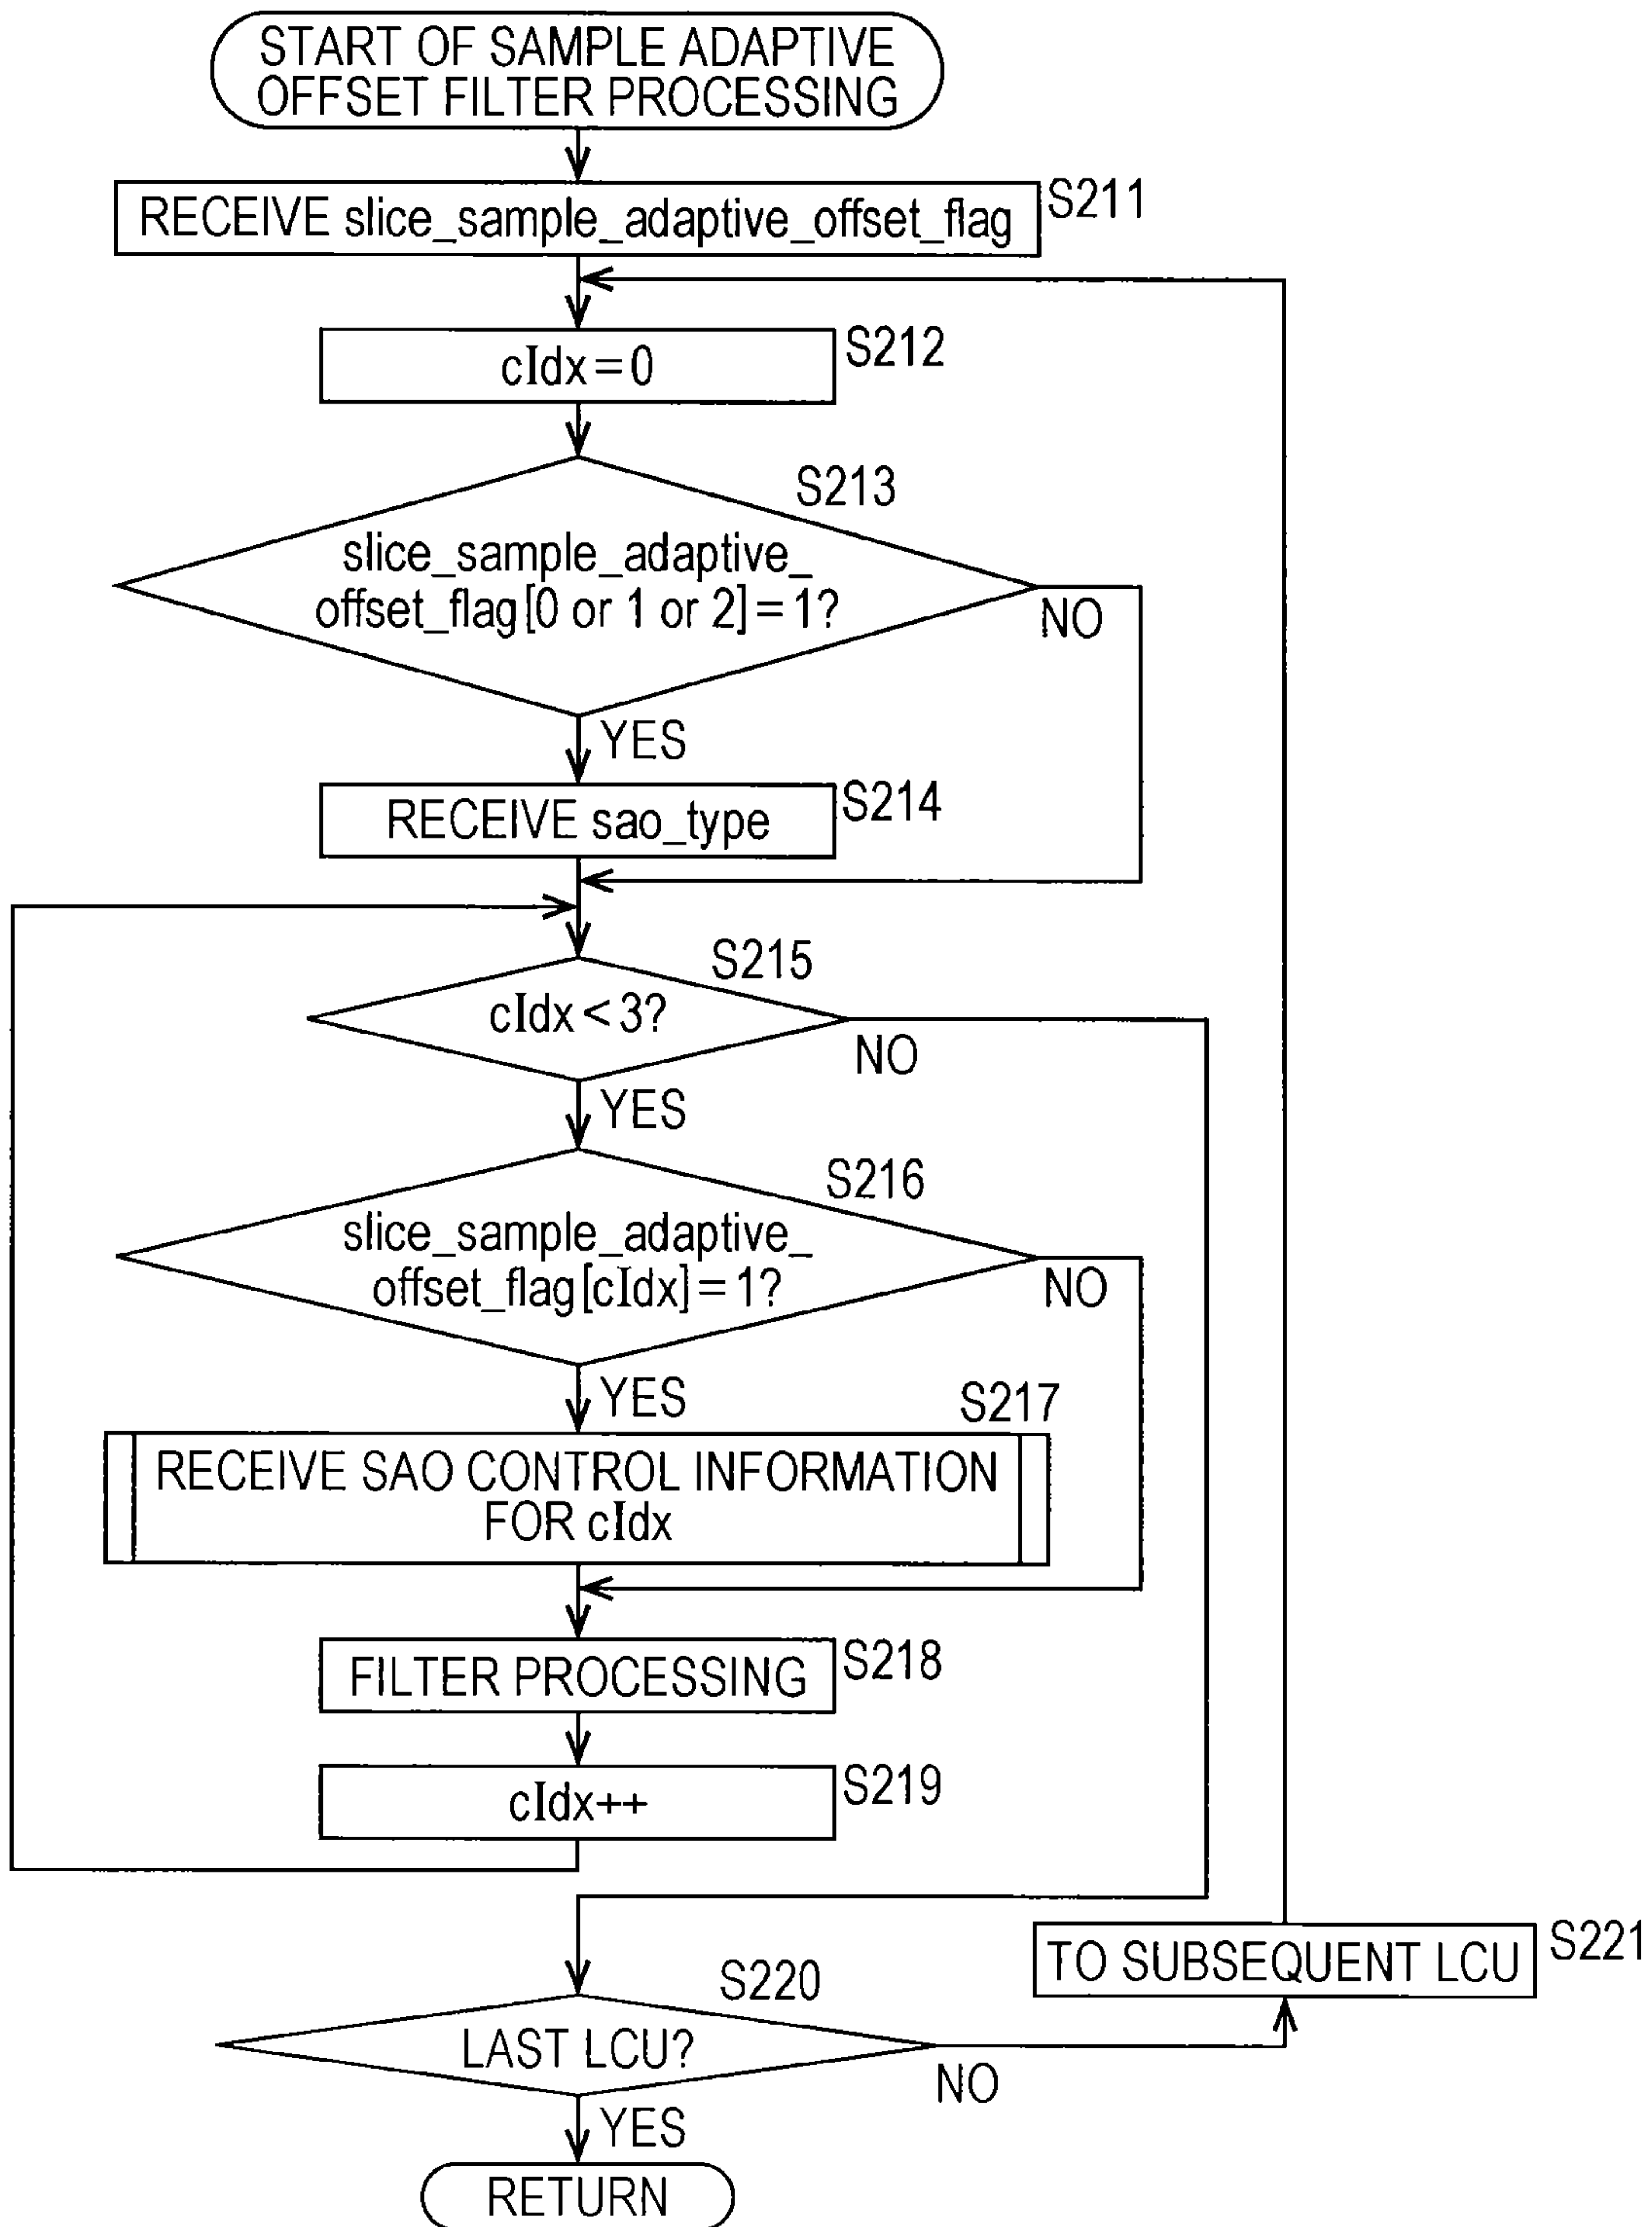 START OF SAMPLE ADAPTIVE
OFFSET FILTER PROCESSING
RECEIVE slice_sample_adaptive_offset_flag
S211
cIdx=0
S212
S213
slice_sample_adaptive_
offset_flag[0 or 1 or 2]=1?
NO
YES
RECEIVE sao_type
S214
S215
cIdx<3?
NO
YES
S216
slice_sample_adaptive_
offset_flag[cIdx]=1?
NO
YES
S217
RECEIVE SAO CONTROL INFORMATION
FOR cIdx
FILTER PROCESSING
S218
cIdx++
S219
TO SUBSEQUENT LCU
S221
S220
LAST LCU?
NO
YES
RETURN